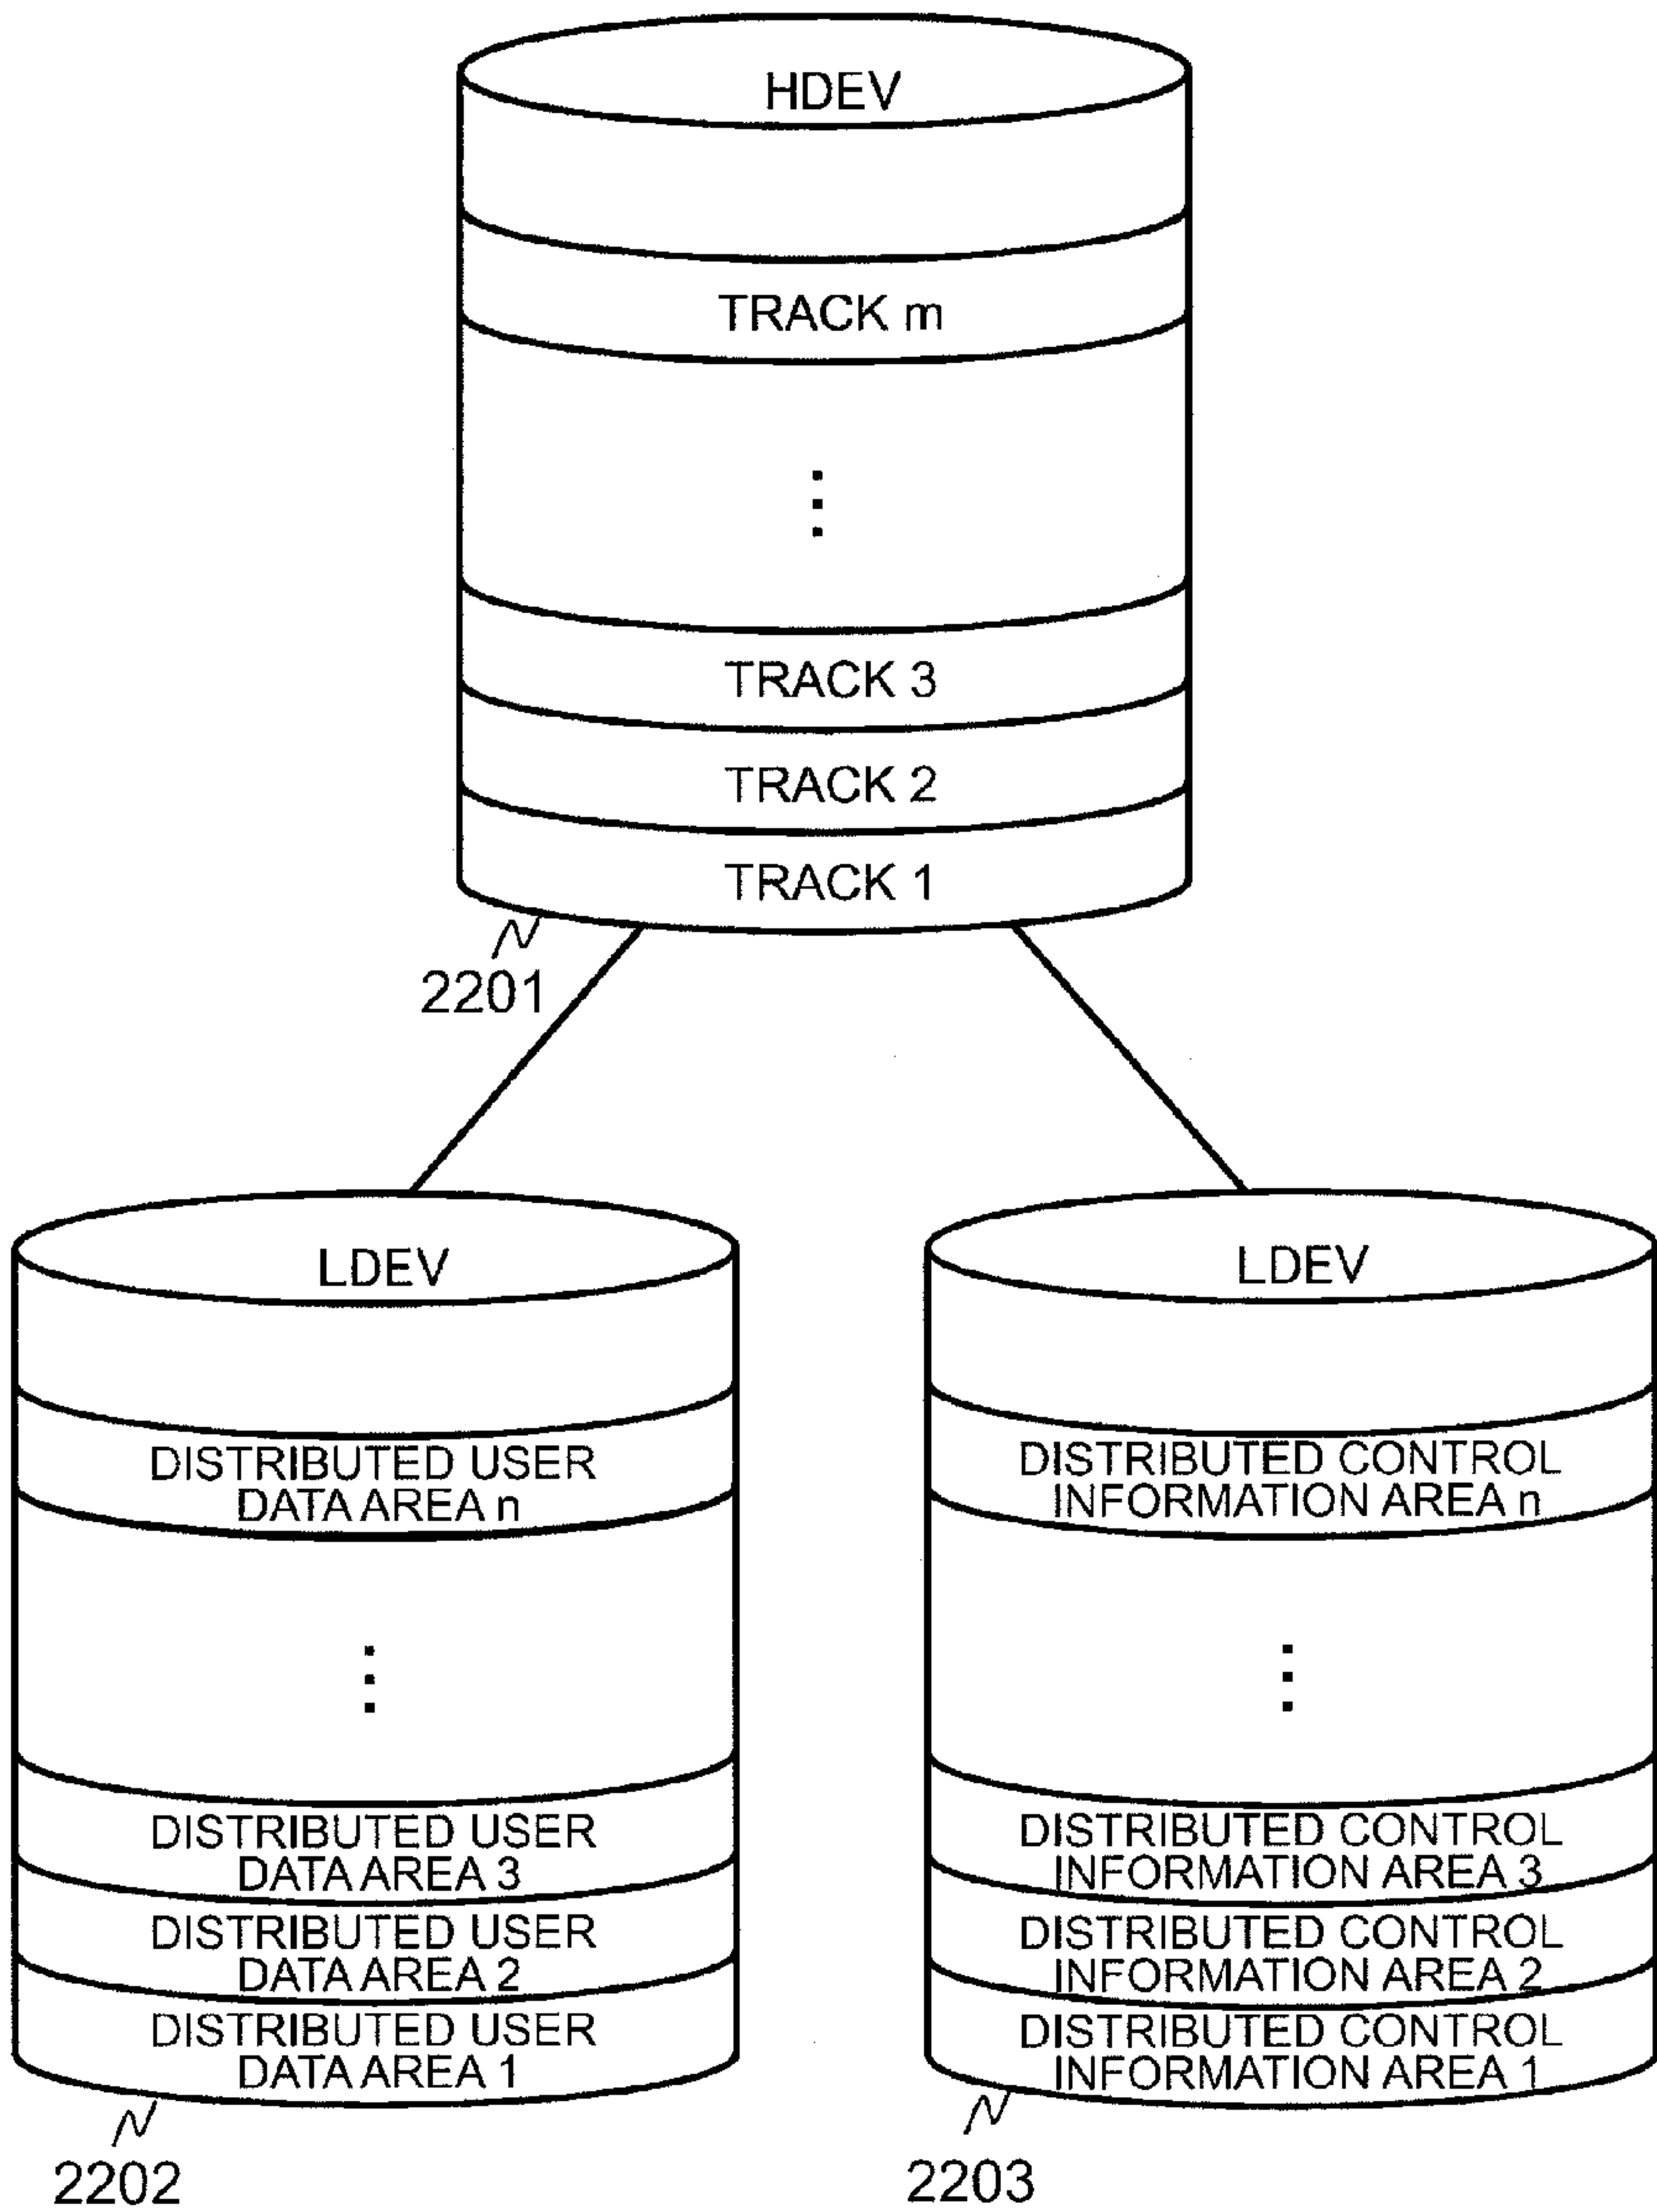 HDEV
TRACK m
⋮
TRACK 3
TRACK 2
TRACK 1
2201
LDEV
DISTRIBUTED USER
DATA AREA n
⋮
DISTRIBUTED USER
DATA AREA 3
DISTRIBUTED USER
DATA AREA 2
DISTRIBUTED USER
DATA AREA 1
2202
LDEV
DISTRIBUTED CONTROL
INFORMATION AREA n
⋮
DISTRIBUTED CONTROL
INFORMATION AREA 3
DISTRIBUTED CONTROL
INFORMATION AREA 2
DISTRIBUTED CONTROL
INFORMATION AREA 1
2203